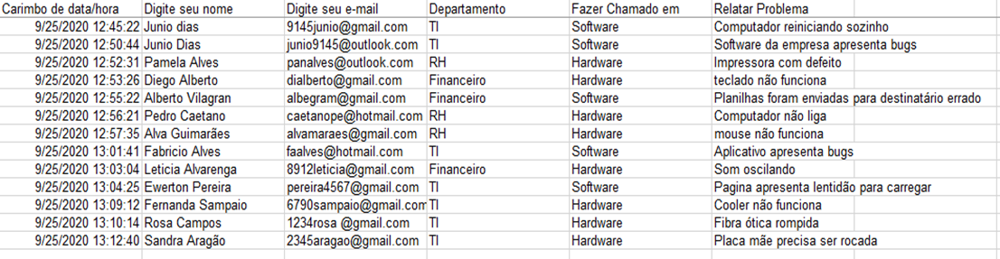 Carimbo de data/hora Digite seu nome Digite seu e-mail Departamento Fazer Chamado em Relatar Problema
9/25/2020 12:45:22 Junio dias 9145junio@gmail.com TI Software Computador reiniciando sozinho
9/25/2020 12:50:44 Junio Dias junio9145@outlook.com TI Software Software da empresa apresenta bugs
9/25/2020 12:52:31 Pamela Alves panalves@outlook.com RH Hardware Impressora com defeito
9/25/2020 12:53:26 Diego Alberto dialberto@gmail.com Financeiro Hardware teclado não funciona
9/25/2020 12:55:22 Alberto Vilagran albegram@gmail.com Financeiro Software Planilhas foram enviadas para destinatário errado
9/25/2020 12:56:21 Pedro Caetano caetanope@hotmail.com RH Hardware Computador não liga
9/25/2020 12:57:35 Alva Guimarães alvamaraes@gmail.com RH Hardware mouse não funciona
9/25/2020 13:01:41 Fabricio Alves faalves@hotmail.com TI Software Aplicativo apresenta bugs
9/25/2020 13:03:04 Leticia Alvarenga 8912leticia@gmail.com Financeiro Hardware Som oscilando
9/25/2020 13:04:25 Ewerton Pereira pereira4567@gmail.com TI Software Pagina apresenta lentidão para carregar
9/25/2020 13:09:12 Fernanda Sampaio 6790sampaio@gmail.com TI Hardware Cooler não funciona
9/25/2020 13:10:14 Rosa Campos 1234rosa @gmail.com TI Hardware Fibra ótica rompida
9/25/2020 13:12:40 Sandra Aragão 2345aragao@gmail.com TI Hardware Placa mãe precisa ser rocada